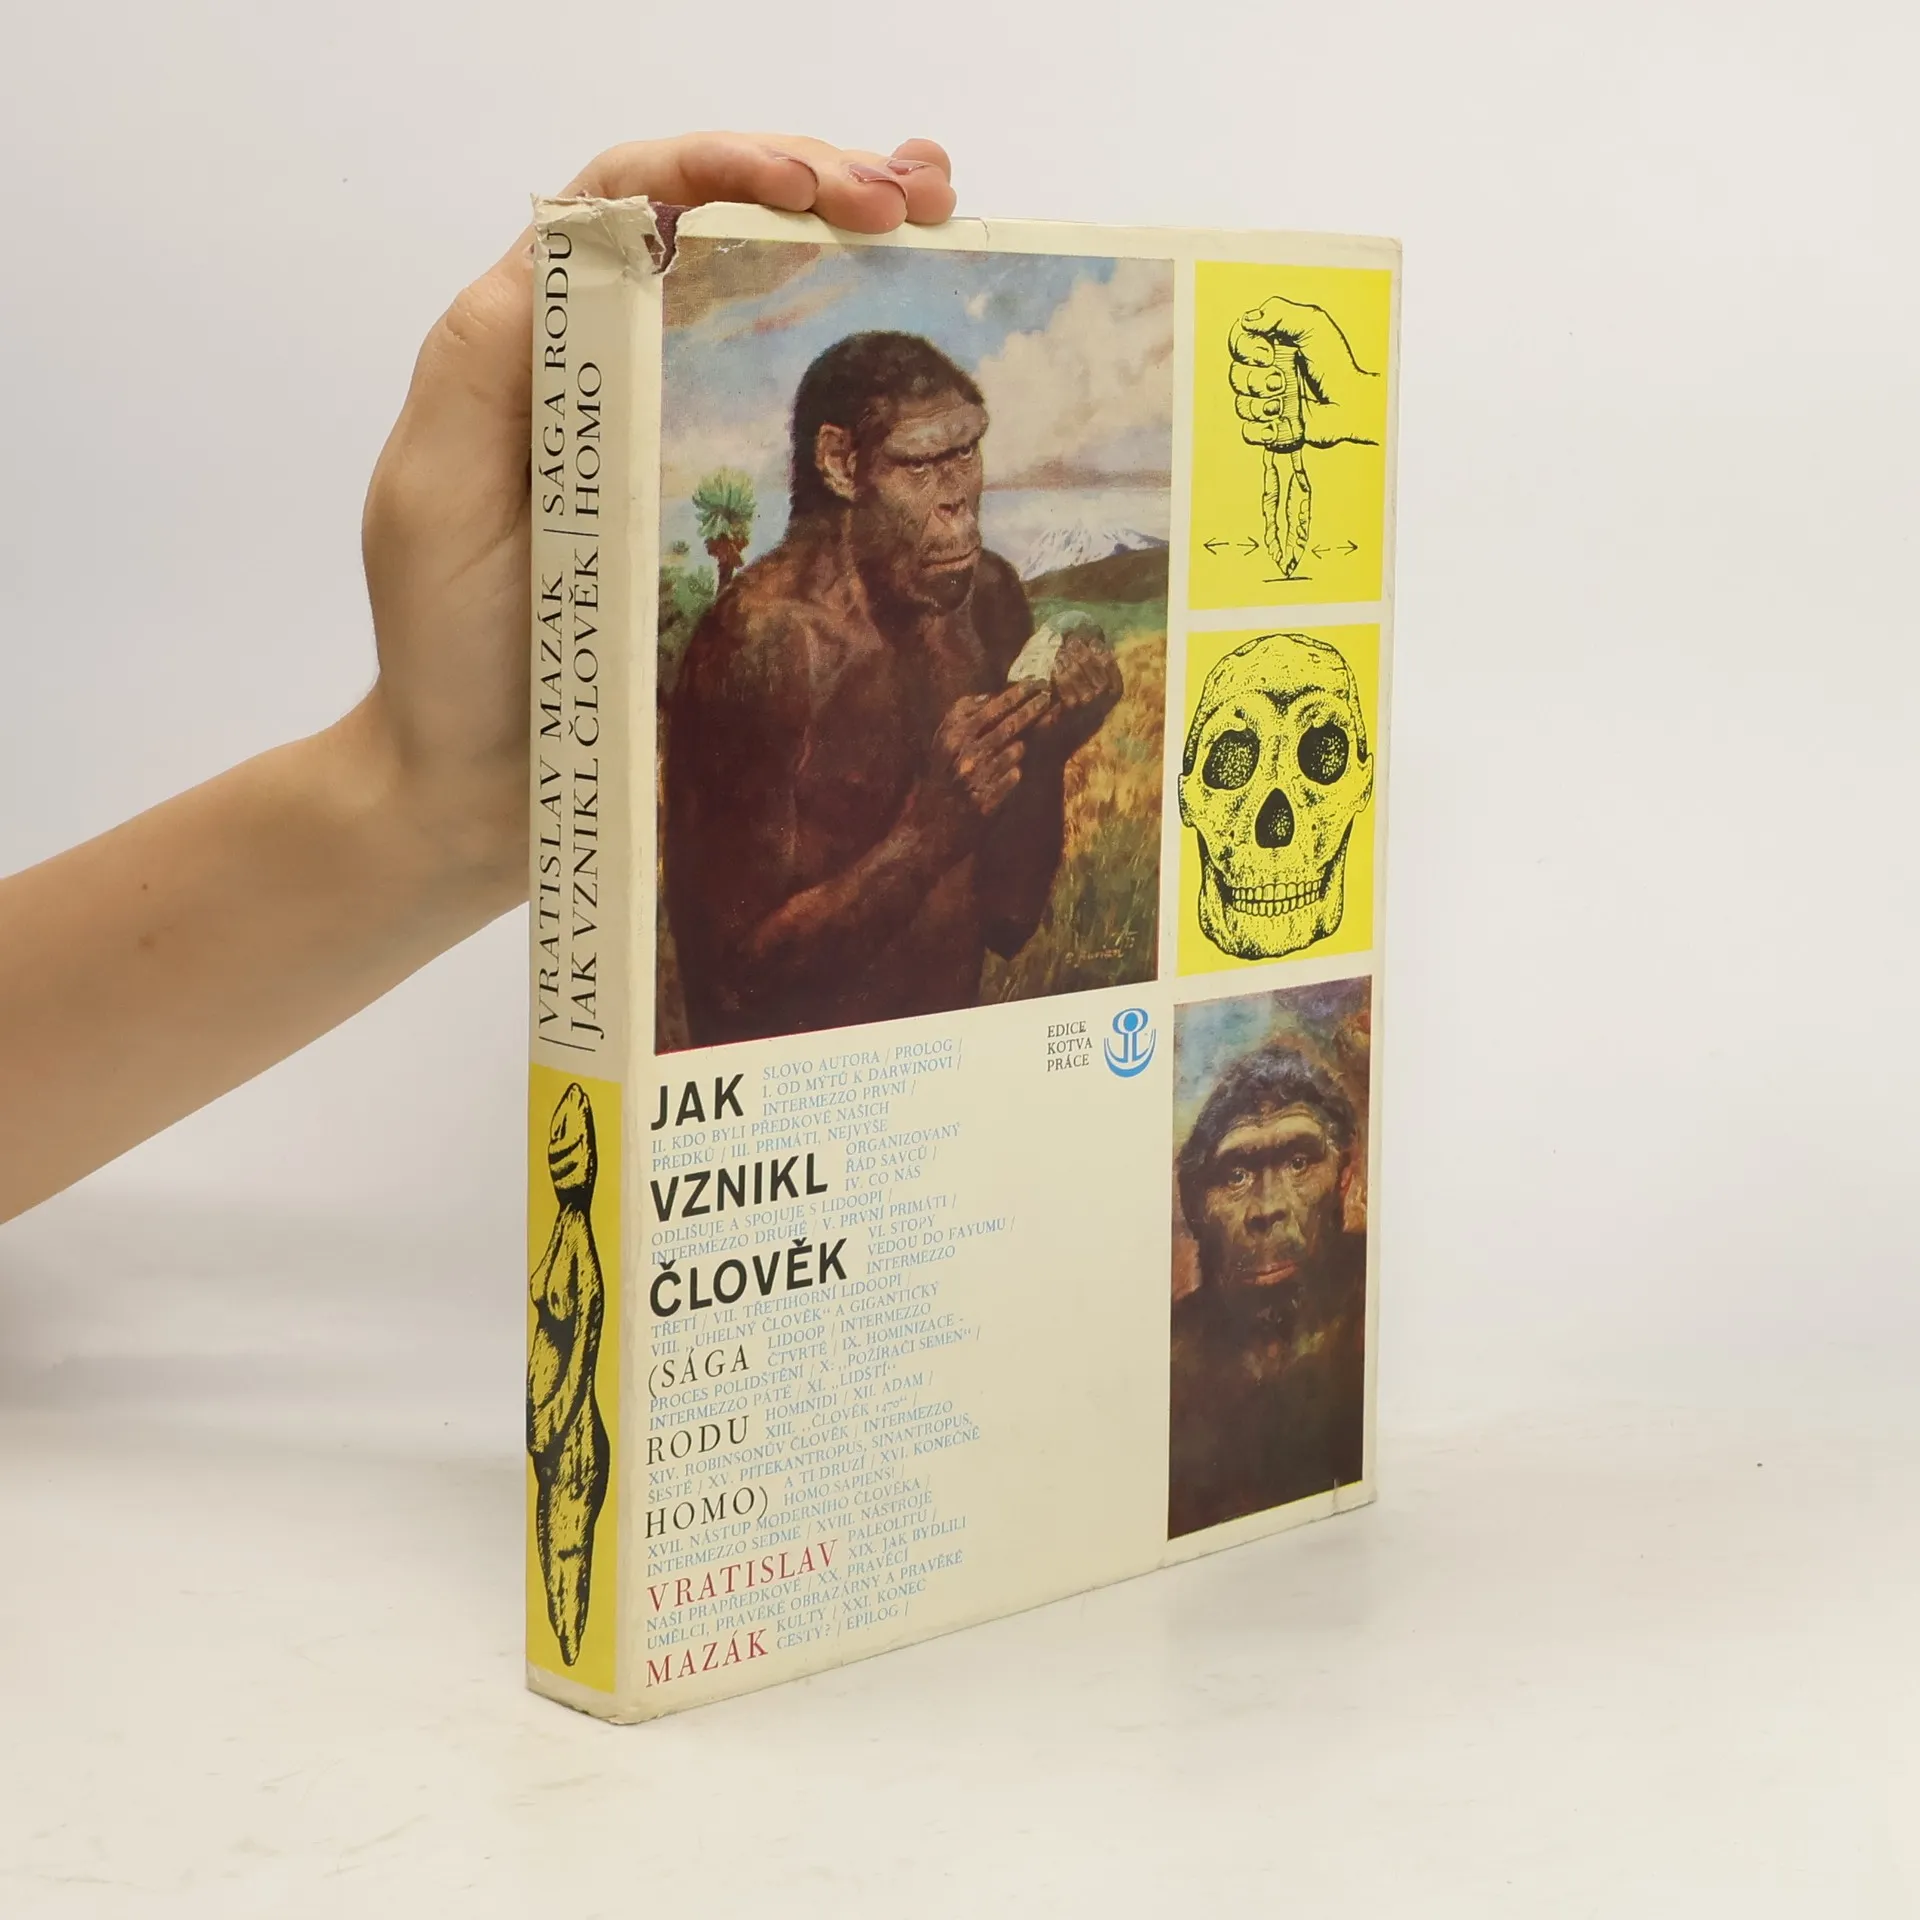 VRATISLAV MAZÁK | SÁGA RODU
JAK VZNIKL ČLOVĚK | HOMO
EDICE
KOTVA
PRÁCE
JAK
SLOVO AUTORA / PROLOG /
I. OD MÝTŮ K DARWINOVI /
INTERMEZZO PRVNÍ /
II. KDO BYLI PŘEDKOVÉ NAŠICH
PŘEDKŮ / III. PRIMÁTI, NEJVÝŠE
VZNIKL
ORGANIZOVANÝ
ŘÁD SAVCŮ /
IV. CO NÁS
ODLIŠUJE A SPOJUJE S LIDOOPI /
INTERMEZZO DRUHÉ / V. PRVNÍ PRIMÁTI /
ČLOVĚK
VI. STOPY
VEDOU DO FAYUMU /
INTERMEZZO
TŘETÍ / VII. TŘETIHORNÍ LIDOOPI /
VIII. „UHELNÝ ČLOVĚK“ A GIGANTICKÝ
(SÁGA
LIDOOP / INTERMEZZO
ČTVRTÉ / IX. HOMINIZACE -
PROCES POLIDŠTĚNÍ / X. „POŽÍRAČI SEMEN“ /
INTERMEZZO PÁTÉ / XI. „LIDŠTÍ“
RODU
HOMINIDI / XII. ADAM /
XIII. „ČLOVĚK 1470“ /
XIV. ROBINSONŮV ČLOVĚK / INTERMEZZO
ŠESTÉ / XV. PITEKANTROPUS, SINANTROPUS,
HOMO)
A TI DRUZÍ / XVI. KONEČNĚ
HOMO SAPIENS! /
XVII. NÁSTUP MODERNÍHO ČLOVĚKA /
INTERMEZZO SEDMÉ / XVIII. NÁSTROJE
VRATISLAV
PALEOLITU /
XIX. JAK BYDLILI
NAŠI PRAPŘEDKOVÉ / XX. PRAVĚCÍ
UMĚLCI, PRAVĚKÉ OBRAZÁRNY A PRAVĚKÉ
MAZÁK
KULTY / XXI. KONEC
CESTY? / EPILOG /